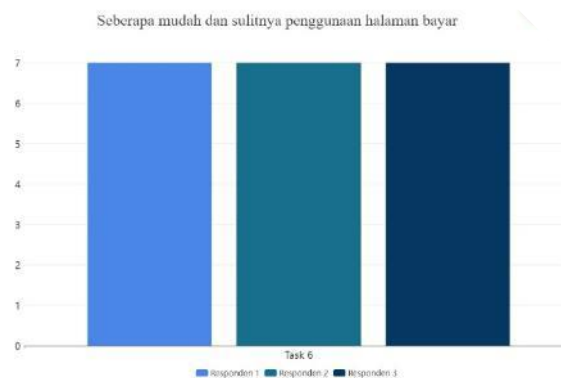 Seberapa mudah dan sulitnya penggunaan halaman bayar
7
6
5
4
3
2
1
0
Task 6
Responden 1 Responden 2 Responden 3